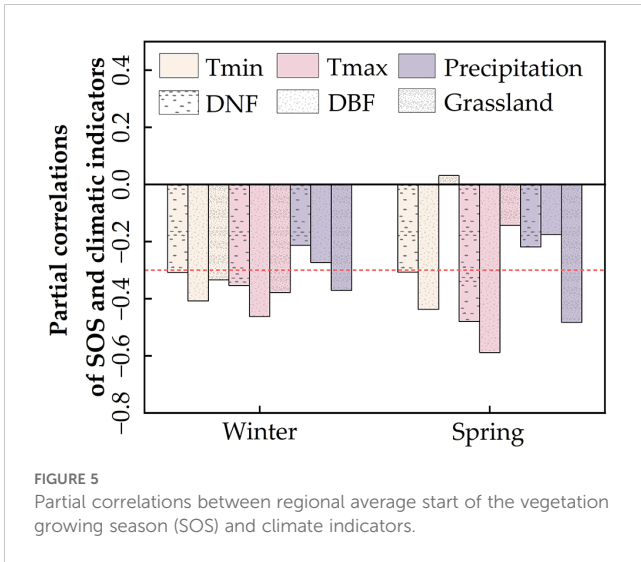 Partial correlations
of SOS and climatic indicators
0.4
0.2
0.0
−0.2
−0.4
−0.6
−0.8
Tmin Tmax Precipitation
DNF DBF Grassland
Winter Spring
FIGURE 5
Partial correlations between regional average start of the vegetation
growing season (SOS) and climate indicators.